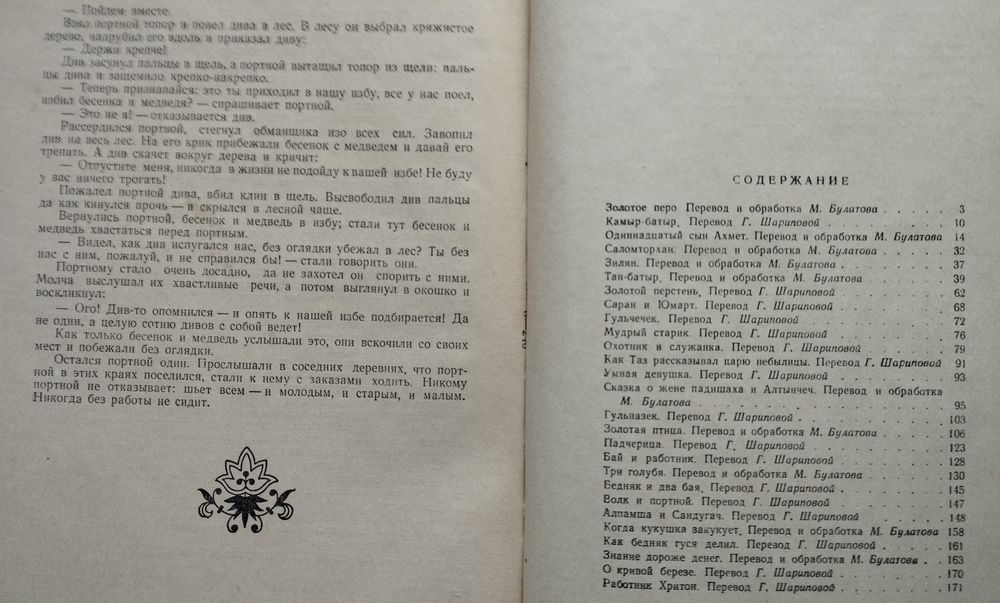 — Пойдем вместе.
Взял портной топор и повел дива в лес. В лесу он выбрал кряжистое
дерево, надрубил его вдоль и приказал диву:
— Держи крепче!
Див засунул пальцы в щель, а портной вытащил топор из щели: паль-
цы дива и защемило крепко-накрепко.
— Теперь признавайся: это ты приходил в нашу избу, все у нас поел,
избил бесенка и медведя? — спрашивает портной.
— Это не я! — отказывается див.
Рассердился портной, стегнул обманщика изо всех сил. Завопил
див на весь лес. На его крик прибежали бесенок с медведем и давай его
трепать. А див скачет вокруг дерева и кричит:
— Отпустите меня, никогда в жизни не подойду к вашей избе! Не буду
у вас ничего трогать!
Пожалел портной дива, вбил клин в щель. Высвободил див пальцы
да как кинулся прочь — и скрылся в лесной чаще.
Вернулись портной, бесенок и медведь в избу; стали тут бесенок и
медведь хвастаться перед портным.
— Видел, как див испугался нас, без оглядки убежал в лес? Ты без
нас с ним, пожалуй, и не справился бы! — стали говорить они.
Портному стало очень досадно, да не захотел он спорить с ними.
Молча выслушал их хвастливые речи, а потом выглянул в окошко и
воскликнул:
— Ого! Див-то опомнился — и опять к нашей избе подбирается! Да
не один, а целую сотню дивов с собой ведет!
Как только бесенок и медведь услышали это, они вскочили со своих
мест и побежали без оглядки.
Остался портной один. Прослышали в соседних деревнях, что порт-
ной в этих краях поселился, стали к нему с заказами ходить. Никому
портной не отказывает: шьет всем — и молодым, и старым, и малым.
Никогда без работы не сидит.
СОДЕРЖАНИЕ
Золотое перо Перевод и обработка М. Булатова . . . . . . 3
Камыр-батыр, Перевод Г. Шариповой . . . . . . . . 10
Одиннадцатый сын Ахмет. Перевод и обработка М. Булатова 14
Саломторхан. Перевод и обработка М. Булатова . . . . . 32
Зилян. Перевод и обработка М. Булатова . . . . . . . 37
Тан-батыр. Перевод и обработка М. Булатова . . . . . . 39
Золотой перстень. Перевод Г. Шариповой . . . . . . . 62
Саран и Юмарт. Перевод Г. Шариповой . . . . . . . 68
Гульчечек. Перевод Г. Шариповой . . . . . . . . . 72
Мудрый старик. Перевод Г. Шариповой . . . . . . . 76
Охотник и служанка. Перевод Г. Шариповой . . . . . . 79
Как Таз рассказывал царю небылицы. Перевод Г. Шариповой 91
Умная девушка. Перевод Г. Шариповой . . . . . . . 93
Сказка о жене падишаха и Алтынчеч. Перевод и обработка
М. Булатова . . . . . . . . . . . . . . 95
Гульназек. Перевод Г. Шариповой . . . . . . . . . 103
Золотая птица. Перевод и обработка М. Булатова . . . . 106
Падчерица. Перевод Г. Шариповой . . . . . . . . 123
Бай и работник. Перевод Г. Шариповой . . . . . . . 128
Три голубя. Перевод и обработка М. Булатова . . . . . 130
Бедняк и два бая. Перевод Г. Шариповой . . . . . . . 145
Волк и портной. Перевод Г. Шариповой . . . . . . . 147
Алпамша и Сандугач. Перевод Г. Шариповой . . . . . . 148
Когда кукушка закукует. Перевод и обработка М. Булатова 158
Как бедняк гуся делил. Перевод Г. Шариповой . . . . . 161
Знание дороже денег. Перевод и обработка М. Булатова . . 163
О кривой березе. Перевод Г. Шариповой . . . . . . . 170
Работник Хритон. Перевод Г. Шариповой . . . . . . . 171